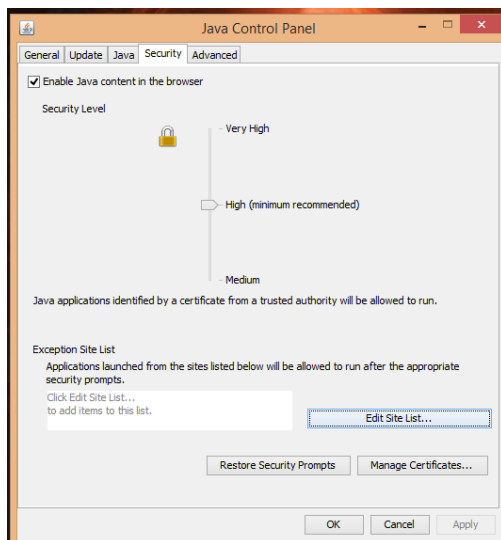 Java Control Panel
General Update Java Security Advanced
Enable Java content in the browser
Security Level
Very High
High (minimum recommended)
Medium
Java applications identified by a certificate from a trusted authority will be allowed to run.
Exception Site List
Applications launched from the sites listed below will be allowed to run after the appropriate
security prompts.
Click Edit Site List...
to add items to this list.
Edit Site List...
Restore Security Prompts Manage Certificates...
OK Cancel Apply